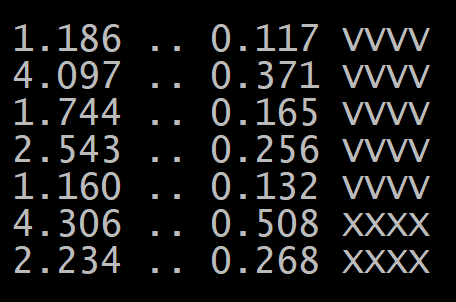 1.186 .. 0.117 VVVV
4.097 .. 0.371 VVVV
1.744 .. 0.165 VVVV
2.543 .. 0.256 VVVV
1.160 .. 0.132 VVVV
4.306 .. 0.508 XXXX
2.234 .. 0.268 XXXX